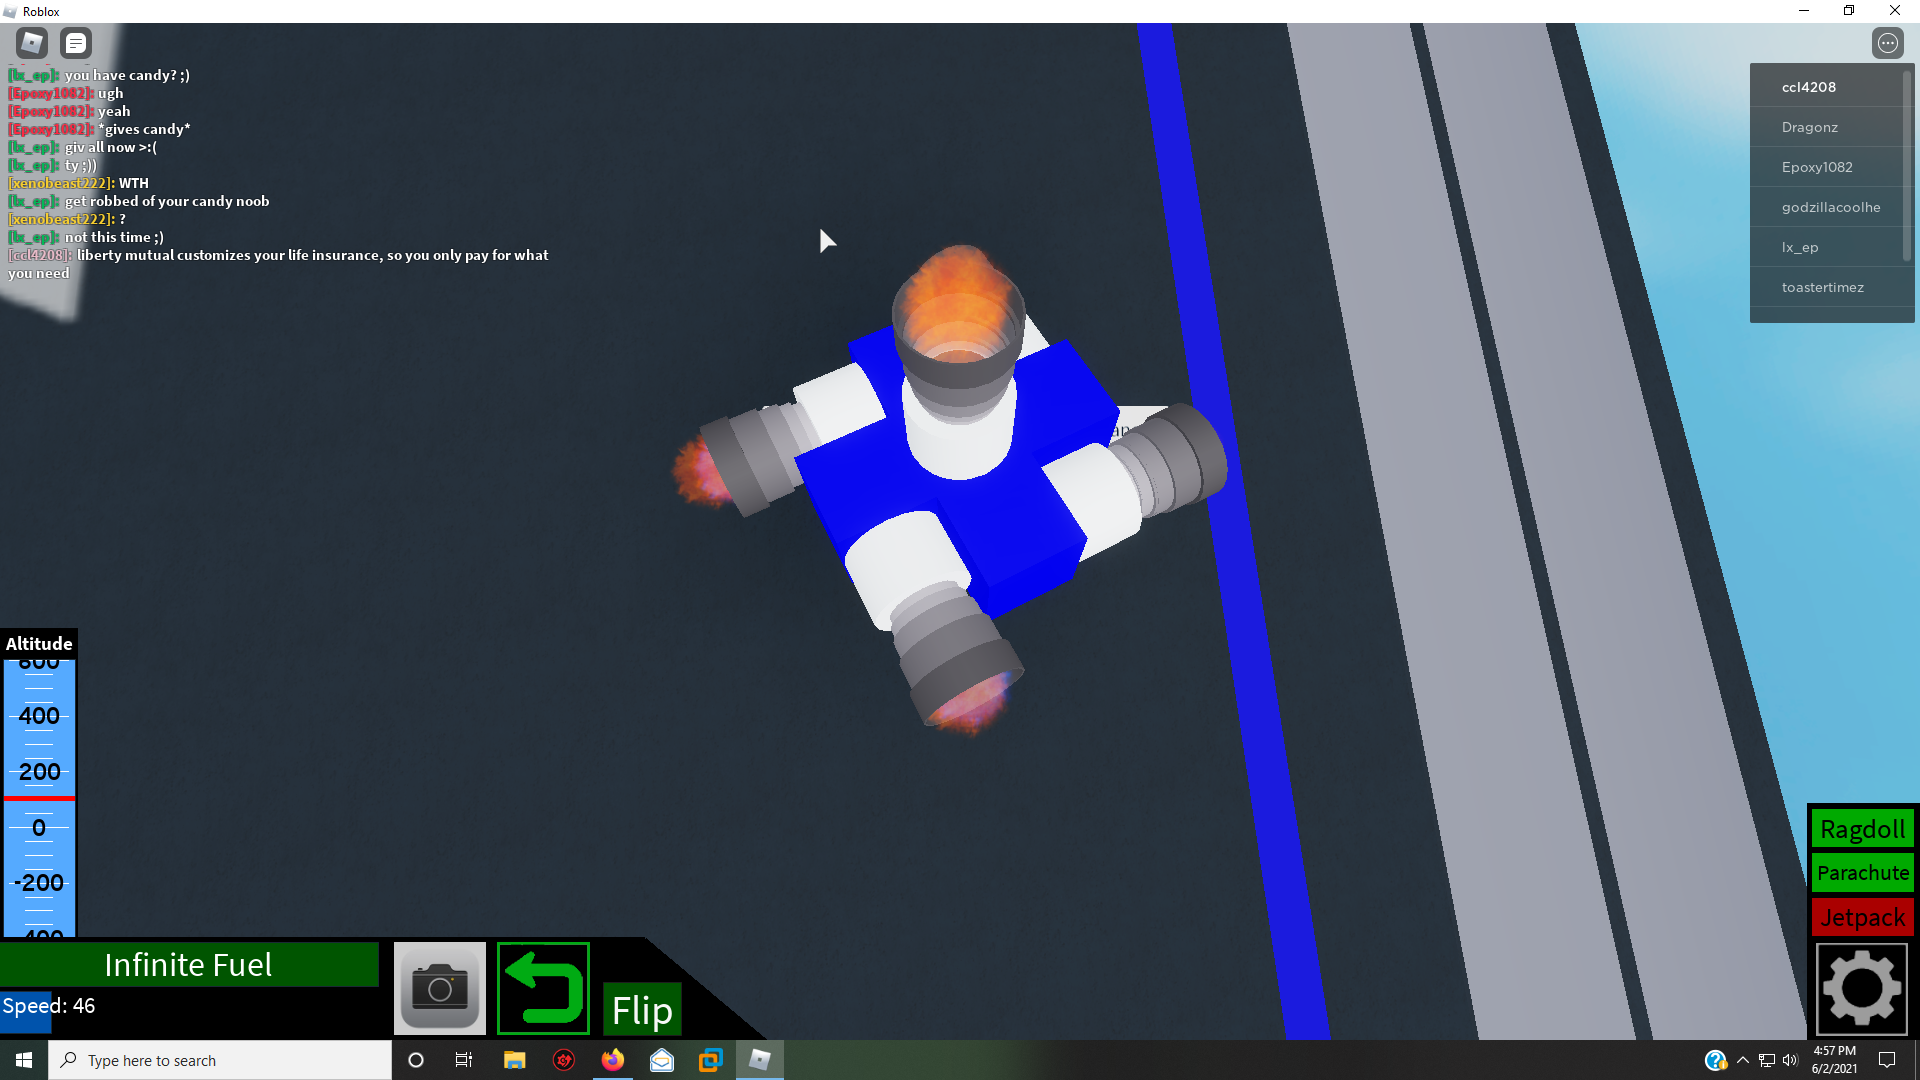 Roblox
[lx_ep]: you have candy? ;)
[Epoxy1082]: ugh
[Epoxy1082]: yeah
[Epoxy1082]: *gives candy*
[lx_ep]: giv all now >:(
[lx_ep]: ty ;))
[xenobeast222]: WTH
[lx_ep]: get robbed of your candy noob
[xenobeast222]: ?
[lx_ep]: not this time ;)
[ccl4208]: liberty mutual customizes your life insurance, so you only pay for what
you need
ccl4208
Dragonz
Epoxy1082
godzillacoolhe
lx_ep
toastertimez
Altitude
600
400
200
0
-200
-400
Infinite Fuel
Speed: 46
Flip
Ragdoll
Parachute
Jetpack
Type here to search
4:57 PM
6/2/2021